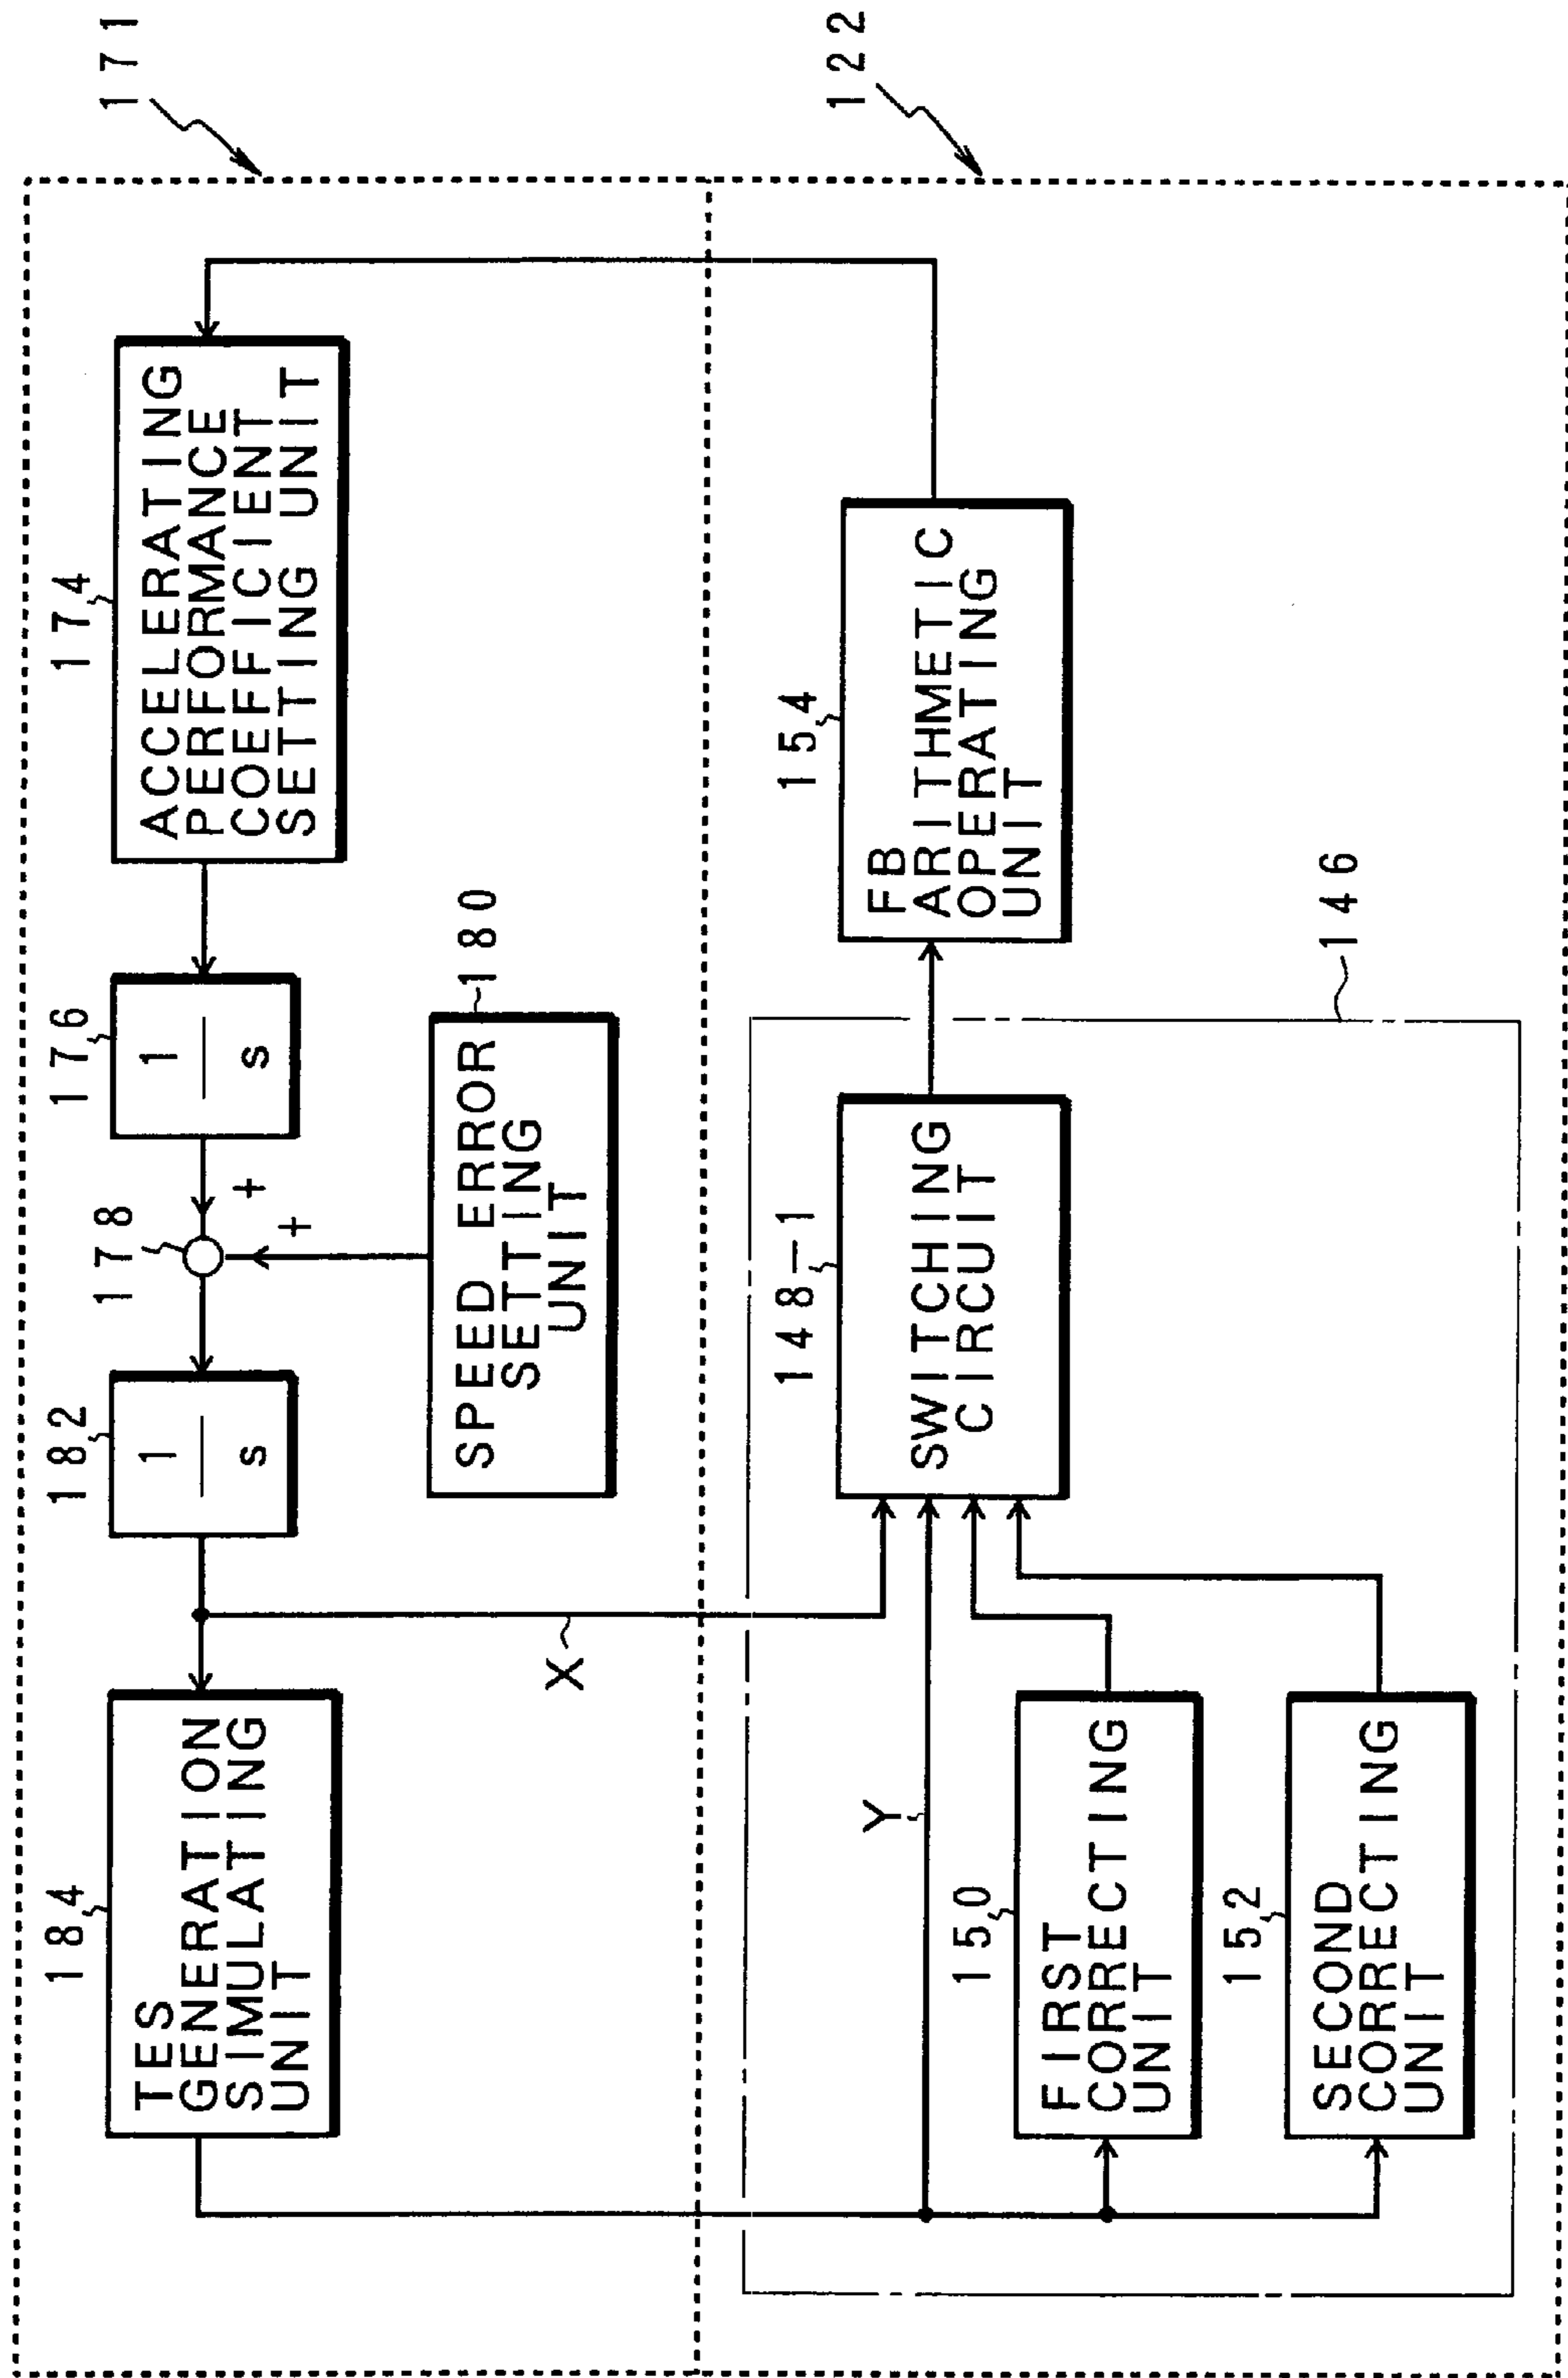 171
184
TES
GENERATION
SIMULATING
UNIT
182
1
s
178
+
+
176
1
s
174
ACCELERATING
PERFORMANCE
COEFFICIENT
SETTING UNIT
180
SPEED ERROR
SETTING
UNIT
X
122
Y
148-1
SWITCHING
CIRCUIT
154
FB
ARITHMETIC
OPERATING
UNIT
150
FIRST
CORRECTING
UNIT
152
SECOND
CORRECTING
UNIT
146